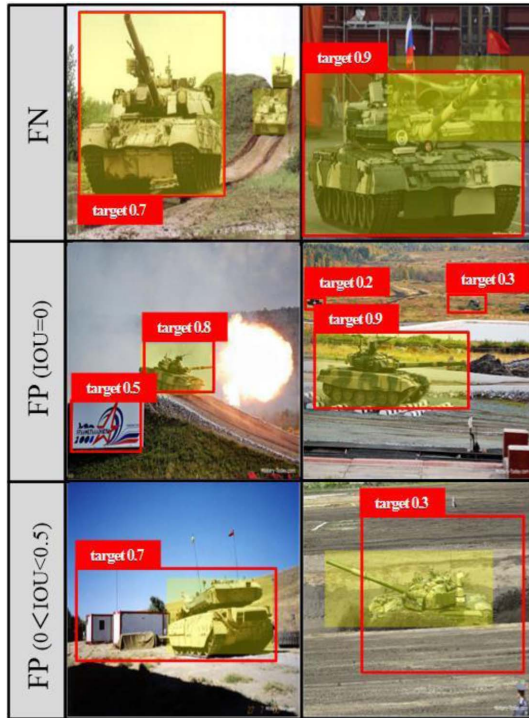 FN
target 0.7
target 0.9
FP (IOU=0)
target 0.8
target 0.5
2001
target 0.2
target 0.3
target 0.9
FP (0<IOU<0.5)
target 0.7
target 0.3